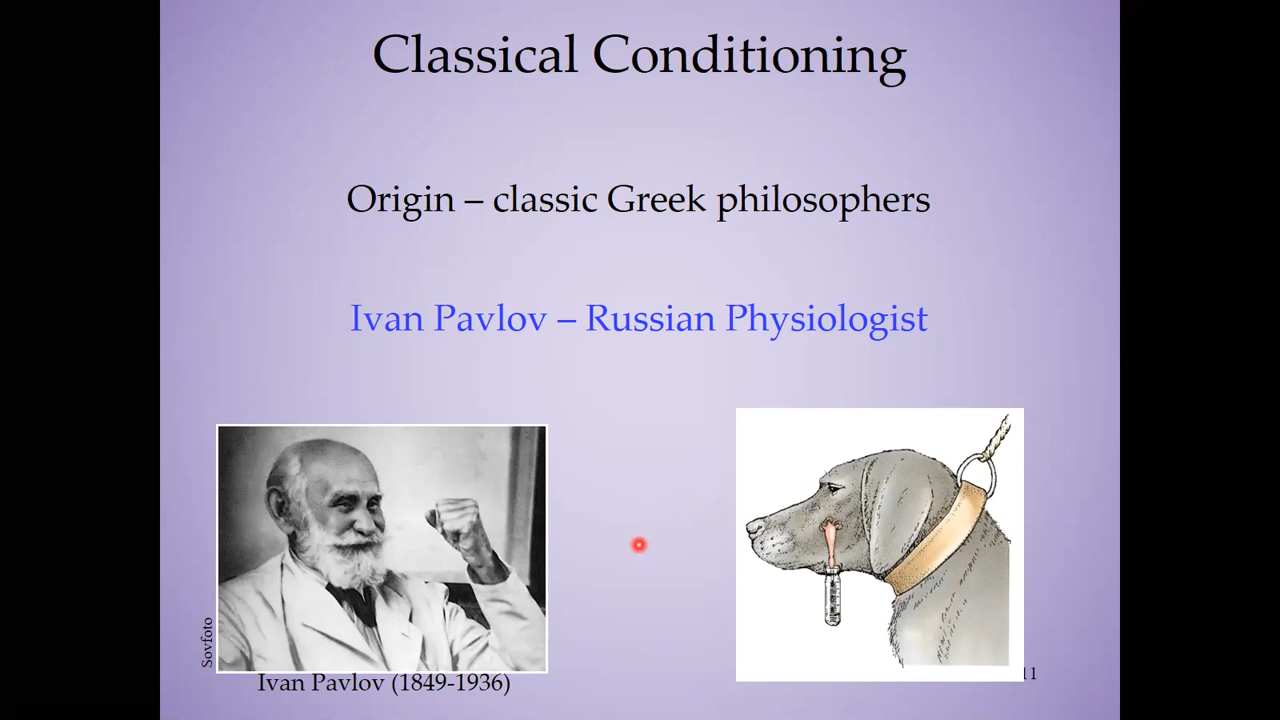 Classical Conditioning
Origin – classic Greek philosophers
Ivan Pavlov – Russian Physiologist
Sovfoto
Ivan Pavlov (1849-1936)
11